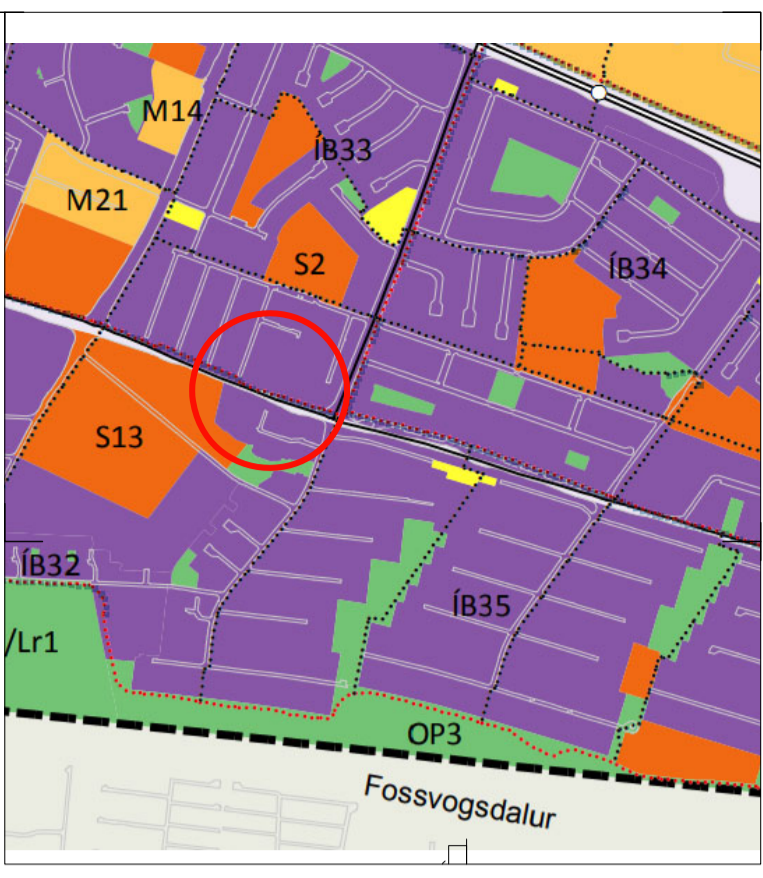 M14
ÍB33
M21
S2
ÍB34
S13
ÍB32
ÍB35
/Lr1
OP3
Fossvogsdalur